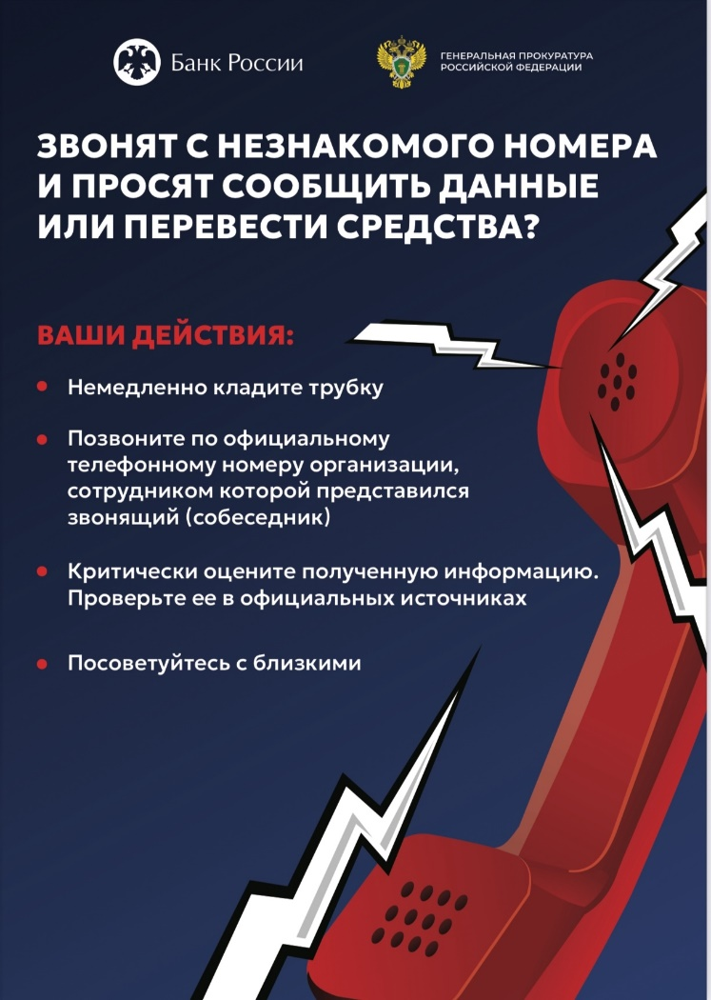 Банк России
ГЕНЕРАЛЬНАЯ ПРОКУРАТУРА
РОССИЙСКОЙ ФЕДЕРАЦИИ
ЗВОНЯТ С НЕЗНАКОМОГО НОМЕРА
И ПРОСЯТ СООБЩИТЬ ДАННЫЕ
ИЛИ ПЕРЕВЕСТИ СРЕДСТВА?
ВАШИ ДЕЙСТВИЯ:
Немедленно кладите трубку
Позвоните по официальному
телефонному номеру организации,
сотрудником которой представился
звонящий (собеседник)
Критически оцените полученную информацию.
Проверьте ее в официальных источниках
Посоветуйтесь с близкими